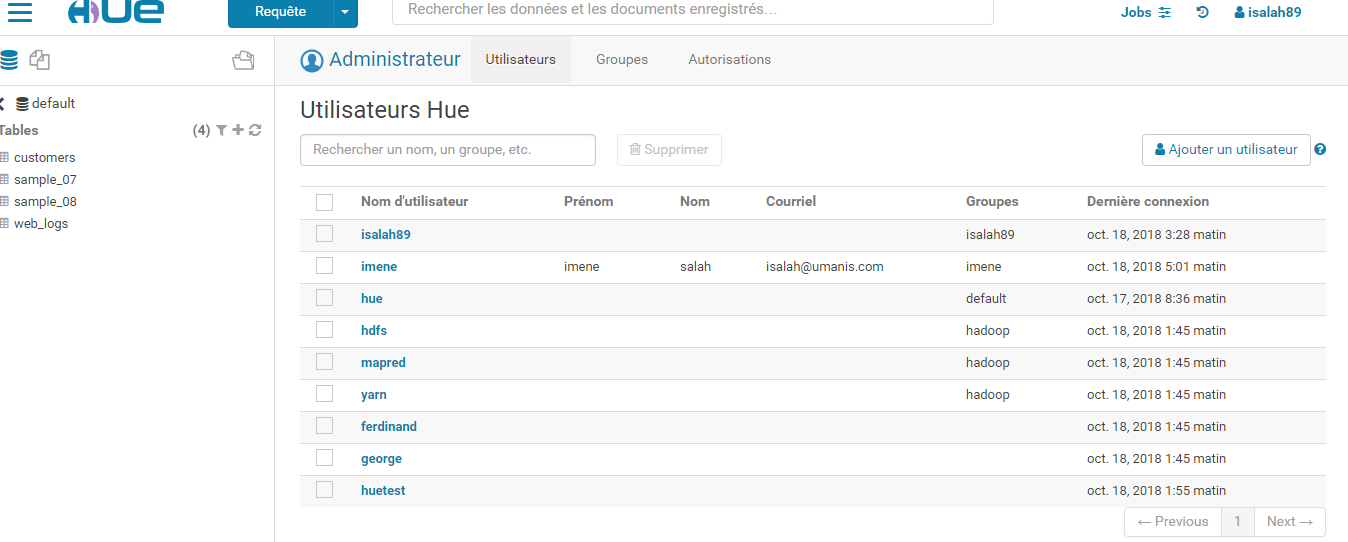 HUE
Requête
Rechercher les données et les documents enregistrés...
Jobs
isalah89
Administrateur
Utilisateurs
Groupes
Autorisations
default
Tables
(4)
customers
sample_07
sample_08
web_logs
Utilisateurs Hue
Rechercher un nom, un groupe, etc.
Supprimer
Ajouter un utilisateur
Nom d'utilisateur Prénom Nom Courriel Groupes Dernière connexion
isalah89 isalah89 oct. 18, 2018 3:28 matin
imene imene salah isalah@umanis.com imene oct. 18, 2018 5:01 matin
hue default oct. 17, 2018 8:36 matin
hdfs hadoop oct. 18, 2018 1:45 matin
mapred hadoop oct. 18, 2018 1:45 matin
yarn hadoop oct. 18, 2018 1:45 matin
ferdinand oct. 18, 2018 1:45 matin
george oct. 18, 2018 1:45 matin
huetest oct. 18, 2018 1:55 matin
← Previous 1 Next →